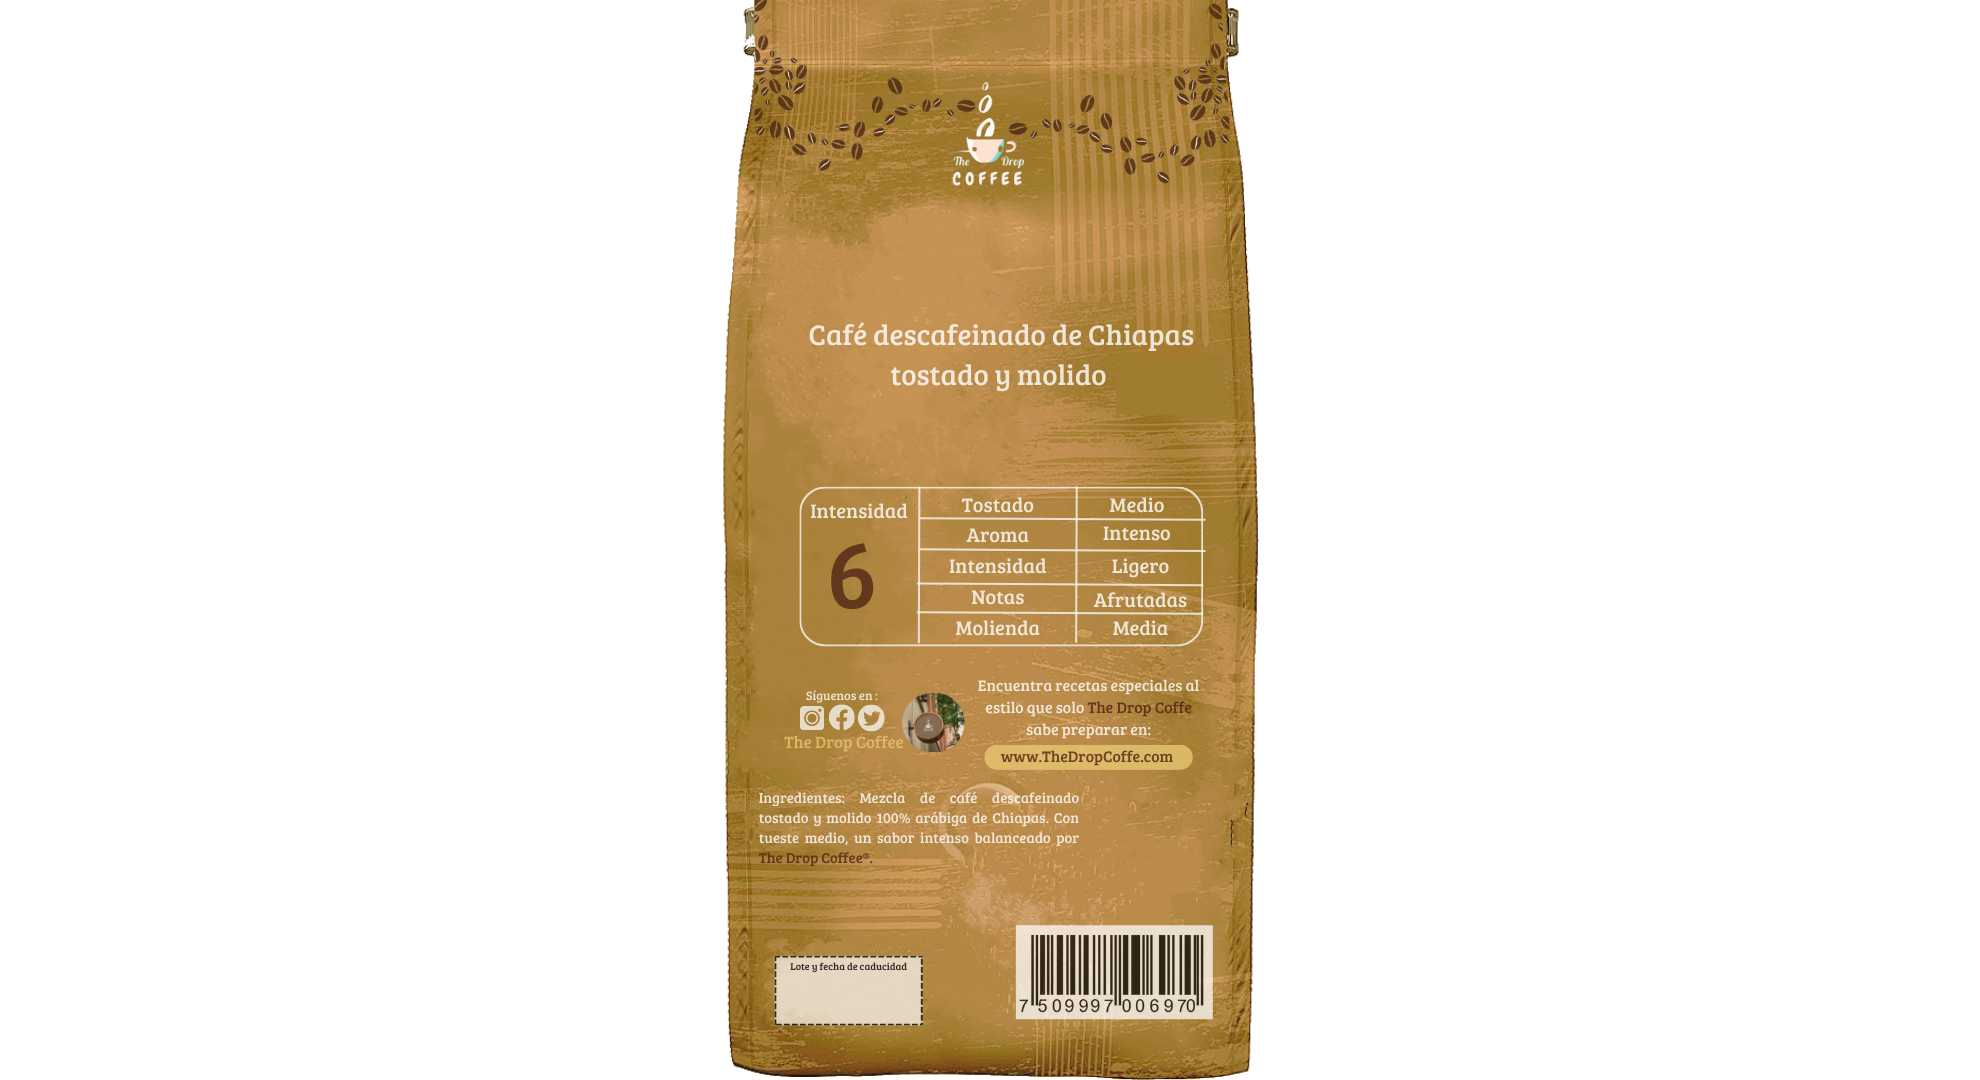 The Drop
COFFEE
Café descafeinado de Chiapas
tostado y molido
Intensidad
6
Tostado Medio
Aroma Intenso
Intensidad Ligero
Notas Afrutadas
Molienda Media
Síguenos en :
The Drop Coffee
Encuentra recetas especiales al
estilo que solo The Drop Coffe
sabe preparar en:
www.TheDropCoffe.com
Ingredientes: Mezcla de café descafeinado
tostado y molido 100% arábiga de Chiapas. Con
tueste medio, un sabor intenso balanceado por
The Drop Coffee®.
Lote y fecha de caducidad
7 509997 006970